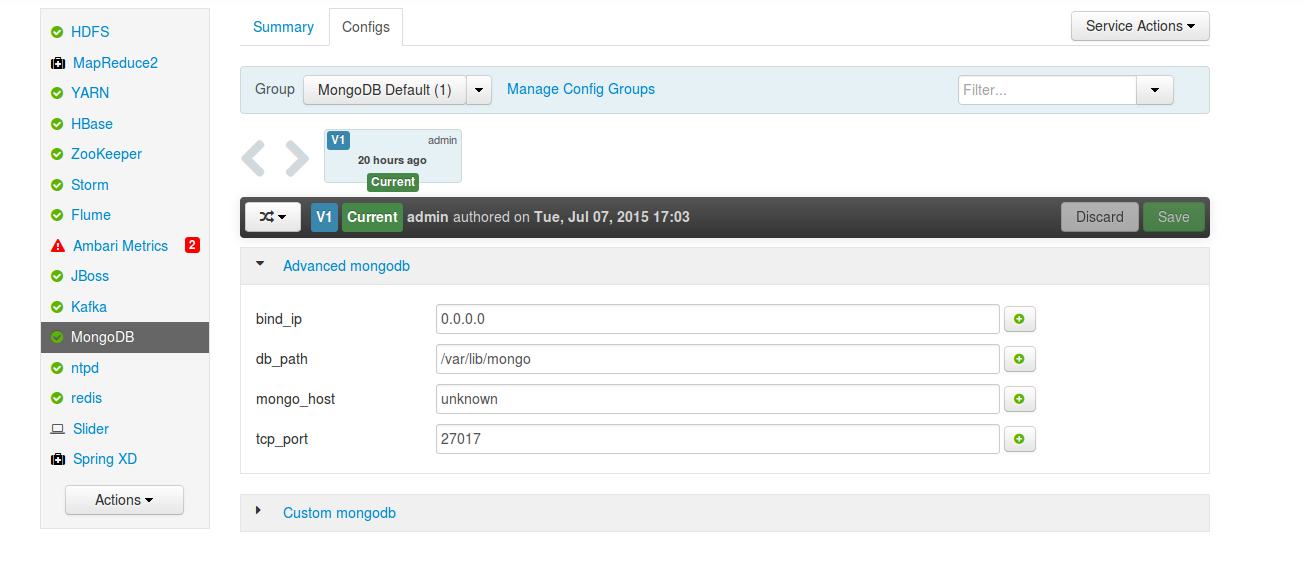 HDFS
MapReduce2
YARN
HBase
ZooKeeper
Storm
Flume
Ambari Metrics 2
JBoss
Kafka
MongoDB
ntpd
redis
Slider
Spring XD
Actions
Summary Configs Service Actions
Group MongoDB Default (1) Manage Config Groups Filter...
V1 admin
20 hours ago
Current
V1 Current admin authored on Tue, Jul 07, 2015 17:03 Discard Save
Advanced mongodb
bind_ip 0.0.0.0
db_path /var/lib/mongo
mongo_host unknown
tcp_port 27017
Custom mongodb